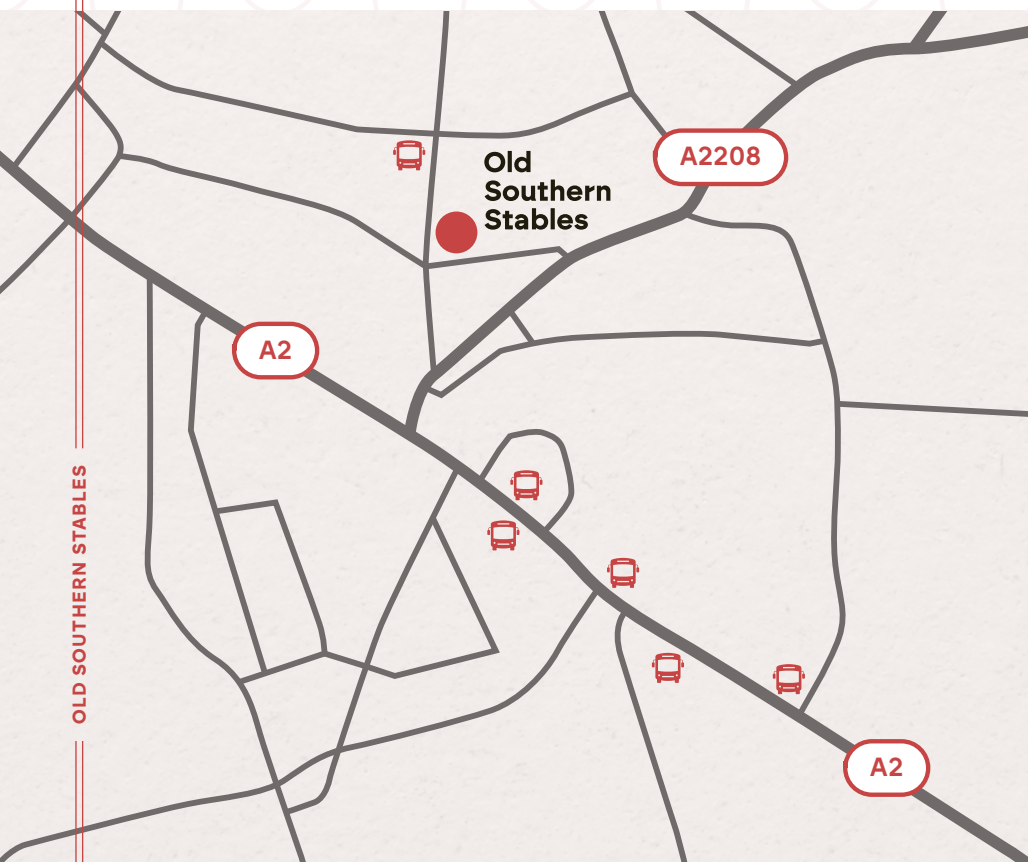 A2208
Old
Southern
Stables
A2
OLD SOUTHERN STABLES
A2